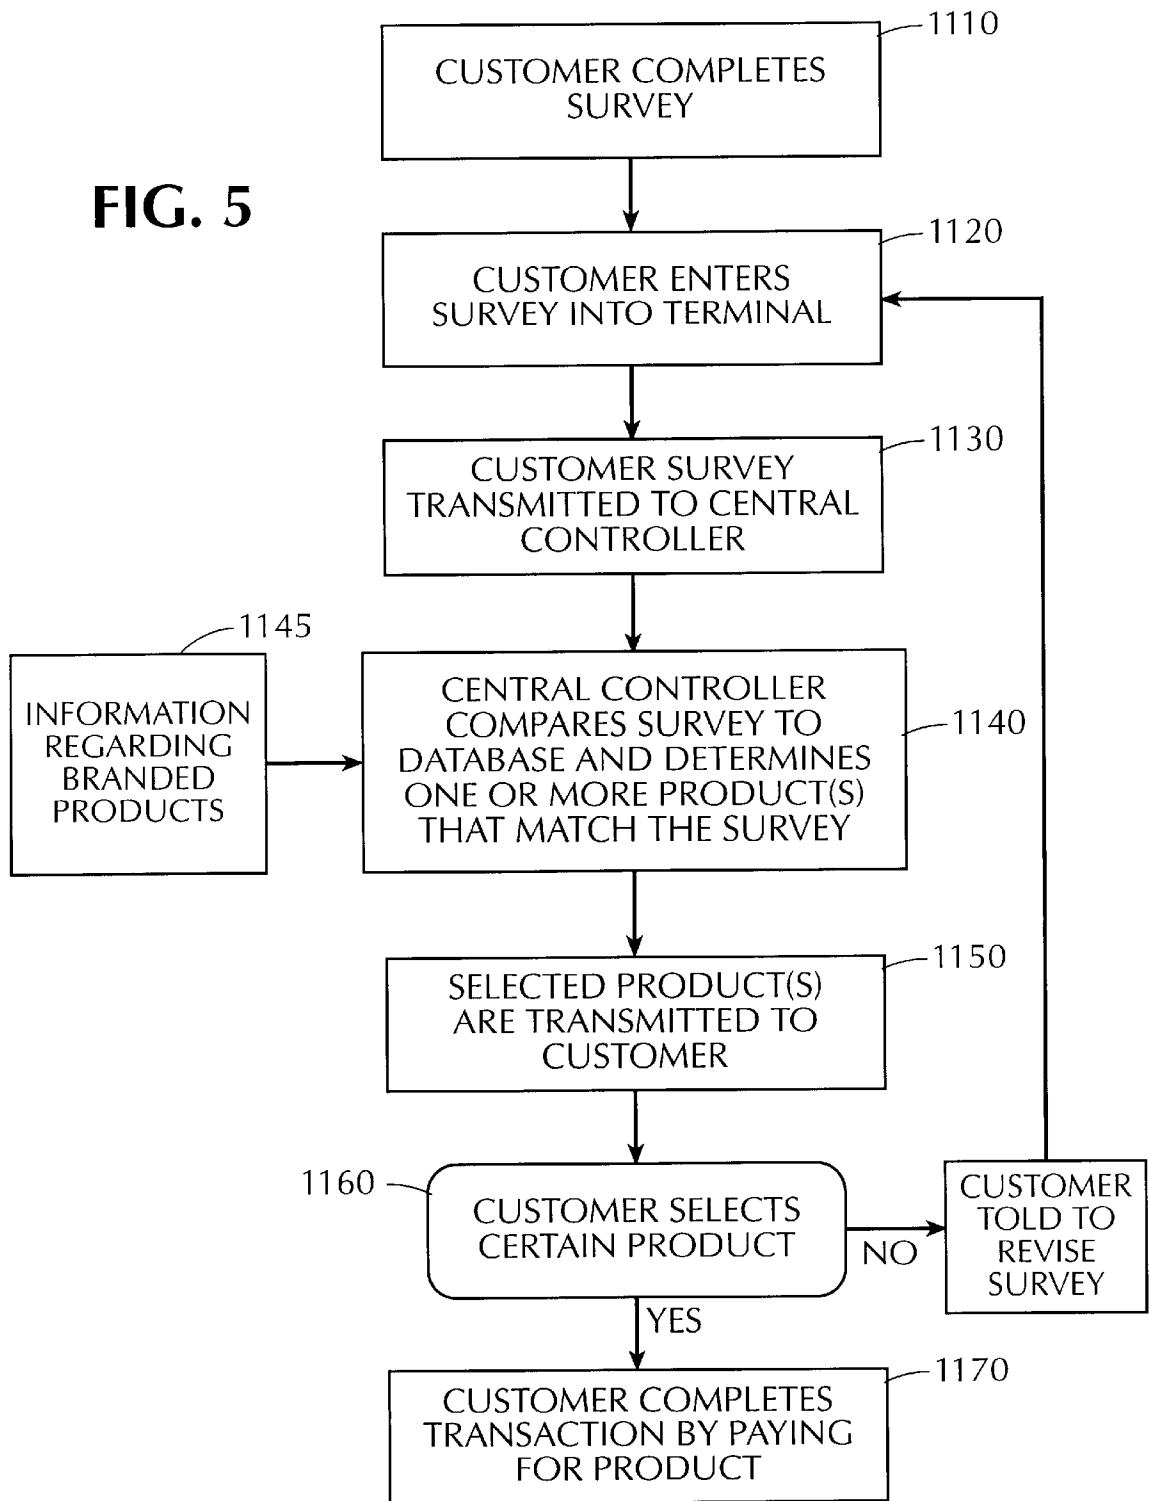 1110
CUSTOMER COMPLETES
SURVEY
FIG. 5
1120
CUSTOMER ENTERS
SURVEY INTO TERMINAL
1130
CUSTOMER SURVEY
TRANSMITTED TO CENTRAL
CONTROLLER
1145
INFORMATION
REGARDING
BRANDED
PRODUCTS
1140
CENTRAL CONTROLLER
COMPARES SURVEY TO
DATABASE AND DETERMINES
ONE OR MORE PRODUCT(S)
THAT MATCH THE SURVEY
1150
SELECTED PRODUCT(S)
ARE TRANSMITTED TO
CUSTOMER
1160
CUSTOMER SELECTS
CERTAIN PRODUCT
NO
CUSTOMER
TOLD TO
REVISE
SURVEY
YES
1170
CUSTOMER COMPLETES
TRANSACTION BY PAYING
FOR PRODUCT